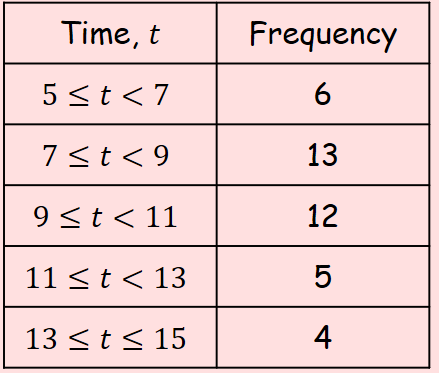 Time, t Frequency
5 ≤ t < 7 6
7 ≤ t < 9 13
9 ≤ t < 11 12
11 ≤ t < 13 5
13 ≤ t ≤ 15 4